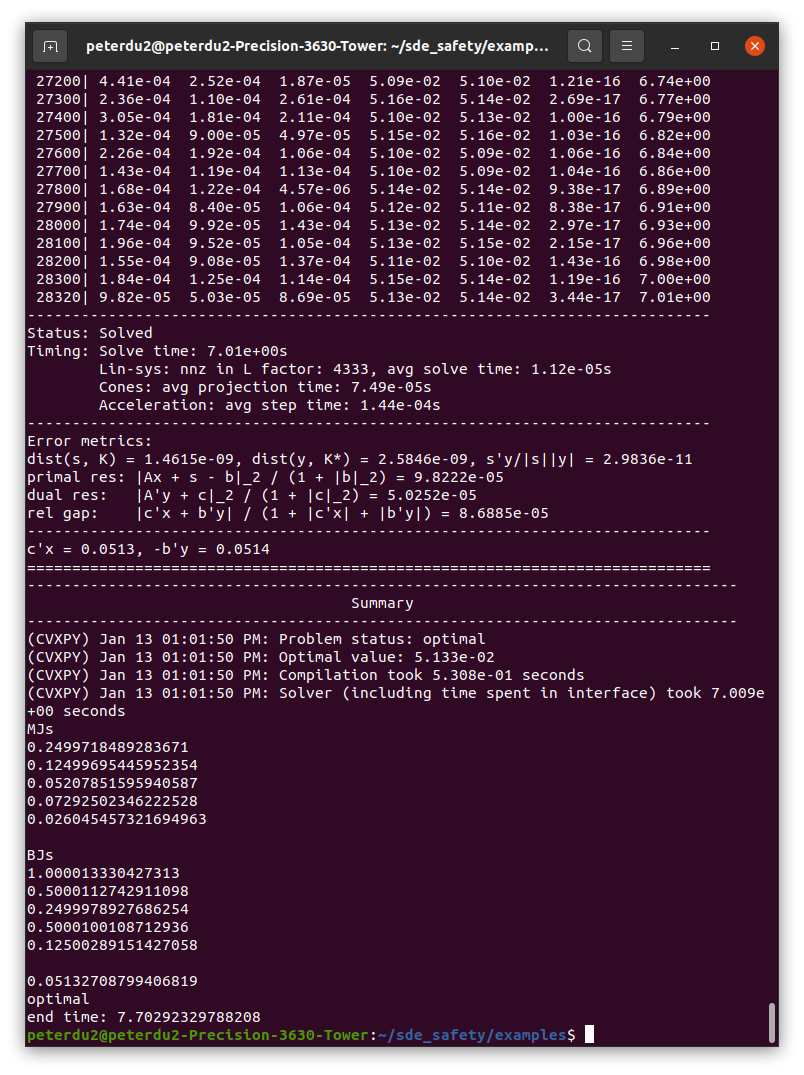 peterdu2@peterdu2-Precision-3630-Tower: ~/sde_safety/examp...
27200| 4.41e-04  2.52e-04  1.87e-05  5.09e-02  5.10e-02  1.21e-16  6.74e+00
27300| 2.36e-04  1.10e-04  2.61e-04  5.16e-02  5.14e-02  2.69e-17  6.77e+00
27400| 3.05e-04  1.81e-04  2.11e-04  5.10e-02  5.13e-02  1.00e-16  6.79e+00
27500| 1.32e-04  9.00e-05  4.97e-05  5.15e-02  5.16e-02  1.03e-16  6.82e+00
27600| 2.26e-04  1.92e-04  1.06e-04  5.10e-02  5.09e-02  1.06e-16  6.84e+00
27700| 1.43e-04  1.19e-04  1.13e-04  5.10e-02  5.09e-02  1.04e-16  6.86e+00
27800| 1.68e-04  1.22e-04  4.57e-06  5.14e-02  5.14e-02  9.38e-17  6.89e+00
27900| 1.63e-04  8.40e-05  1.06e-04  5.12e-02  5.11e-02  8.38e-17  6.91e+00
28000| 1.74e-04  9.92e-05  1.43e-04  5.13e-02  5.14e-02  2.97e-17  6.93e+00
28100| 1.96e-04  9.52e-05  1.05e-04  5.13e-02  5.15e-02  2.15e-17  6.96e+00
28200| 1.55e-04  9.08e-05  1.37e-04  5.11e-02  5.10e-02  1.43e-16  6.98e+00
28300| 1.84e-04  1.25e-04  1.14e-04  5.15e-02  5.14e-02  1.19e-16  7.00e+00
28320| 9.82e-05  5.03e-05  8.69e-05  5.13e-02  5.14e-02  3.44e-17  7.01e+00
----------------------------------------------------------------------------
Status: Solved
Timing: Solve time: 7.01e+00s
Lin-sys: nnz in L factor: 4333, avg solve time: 1.12e-05s
Cones: avg projection time: 7.49e-05s
Acceleration: avg step time: 1.44e-04s
----------------------------------------------------------------------------
Error metrics:
dist(s, K) = 1.4615e-09, dist(y, K*) = 2.5846e-09, s'y/|s||y| = 2.9836e-11
primal res: |Ax + s - b|_2 / (1 + |b|_2) = 9.8222e-05
dual res:   |A'y + c|_2 / (1 + |c|_2) = 5.0252e-05
rel gap:    |c'x + b'y| / (1 + |c'x| + |b'y|) = 8.6885e-05
----------------------------------------------------------------------------
c'x = 0.0513, -b'y = 0.0514
============================================================================
-------------------------------------------------------------------------------
Summary
-------------------------------------------------------------------------------
(CVXPY) Jan 13 01:01:50 PM: Problem status: optimal
(CVXPY) Jan 13 01:01:50 PM: Optimal value: 5.133e-02
(CVXPY) Jan 13 01:01:50 PM: Compilation took 5.308e-01 seconds
(CVXPY) Jan 13 01:01:50 PM: Solver (including time spent in interface) took 7.009e
+00 seconds
MJs
0.2499718489283671
0.12499695445952354
0.05207851595940587
0.07292502346222528
0.026045457321694963
BJs
1.000013330427313
0.5000112742911098
0.2499978927686254
0.5000100108712936
0.12500289151427058
0.05132708799406819
optimal
end time: 7.70292329788208
peterdu2@peterdu2-Precision-3630-Tower:~/sde_safety/examples$